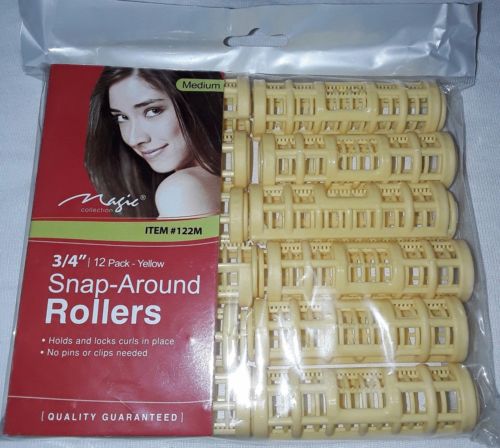 Medium
Magic®
collection
ITEM #122M
3/4" | 12 Pack - Yellow
Snap-Around
Rollers
• Holds and locks curls in place
• No pins or clips needed
[ QUALITY GUARANTEED ]